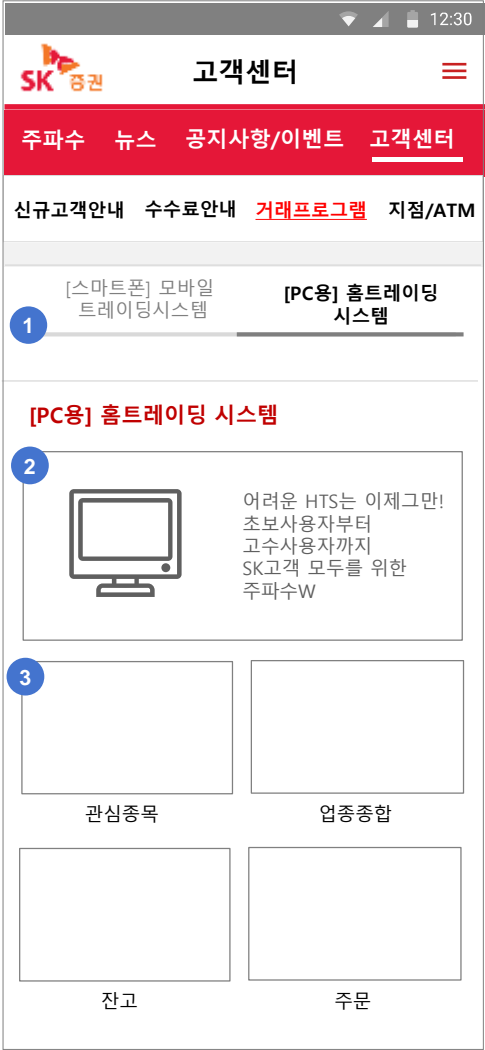 12:30
SK증권
고객센터
주파수 뉴스 공지사항/이벤트 고객센터
신규고객안내 수수료안내 거래프로그램 지점/ATM
[스마트폰] 모바일
트레이딩시스템
[PC용] 홈트레이딩
시스템
1
[PC용] 홈트레이딩 시스템
2
어려운 HTS는 이제그만!
초보사용자부터
고수사용자까지
SK고객 모두를 위한
주파수W
3
관심종목 업종종합
잔고 주문